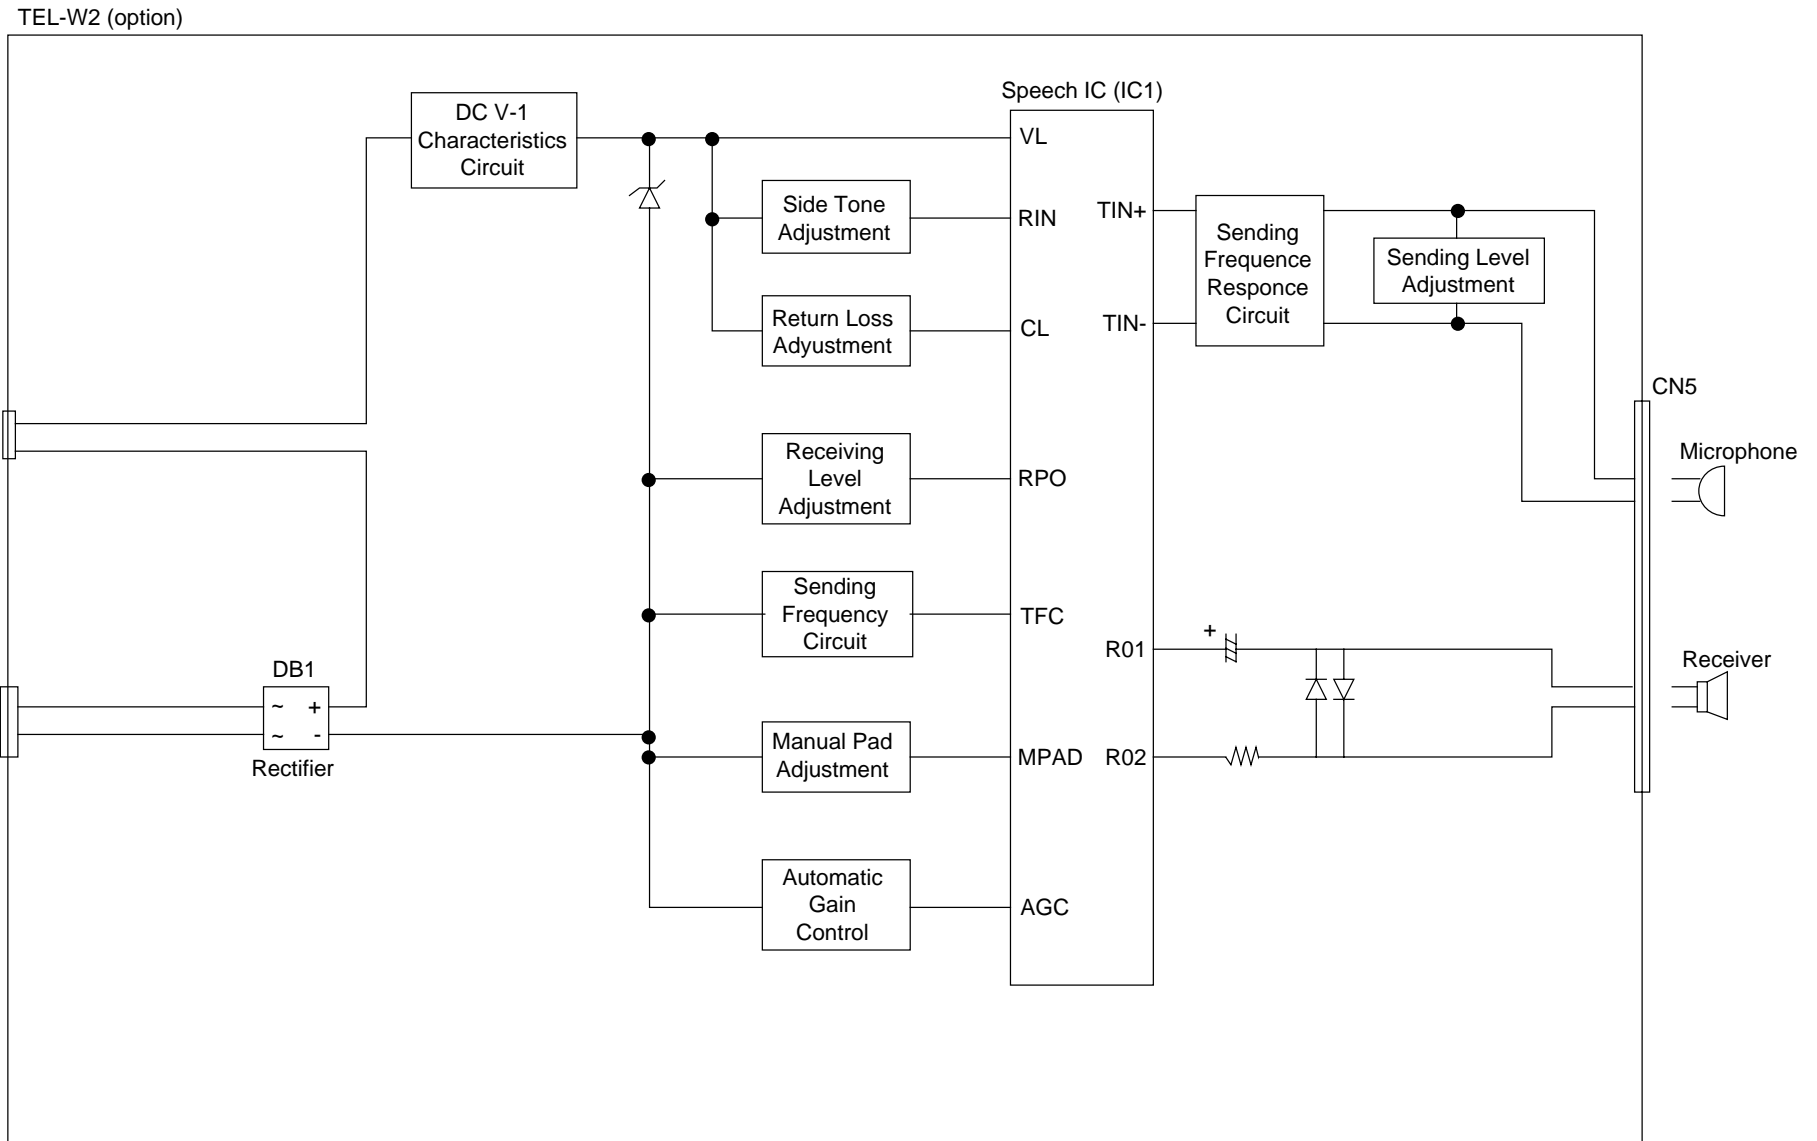 TEL-W2 (option)
DC V-1
Characteristics
Circuit
Speech IC (IC1)
VL
Side Tone
Adjustment
RIN
TIN+
Sending
Frequence
Responce
Circuit
Sending Level
Adjustment
Return Loss
Adyustment
CL
TIN-
CN5
Microphone
Receiving
Level
Adjustment
RPO
Sending
Frequency
Circuit
TFC
R01
+
Receiver
DB1
~ +
~ -
Rectifier
Manual Pad
Adjustment
MPAD
R02
Automatic
Gain
Control
AGC